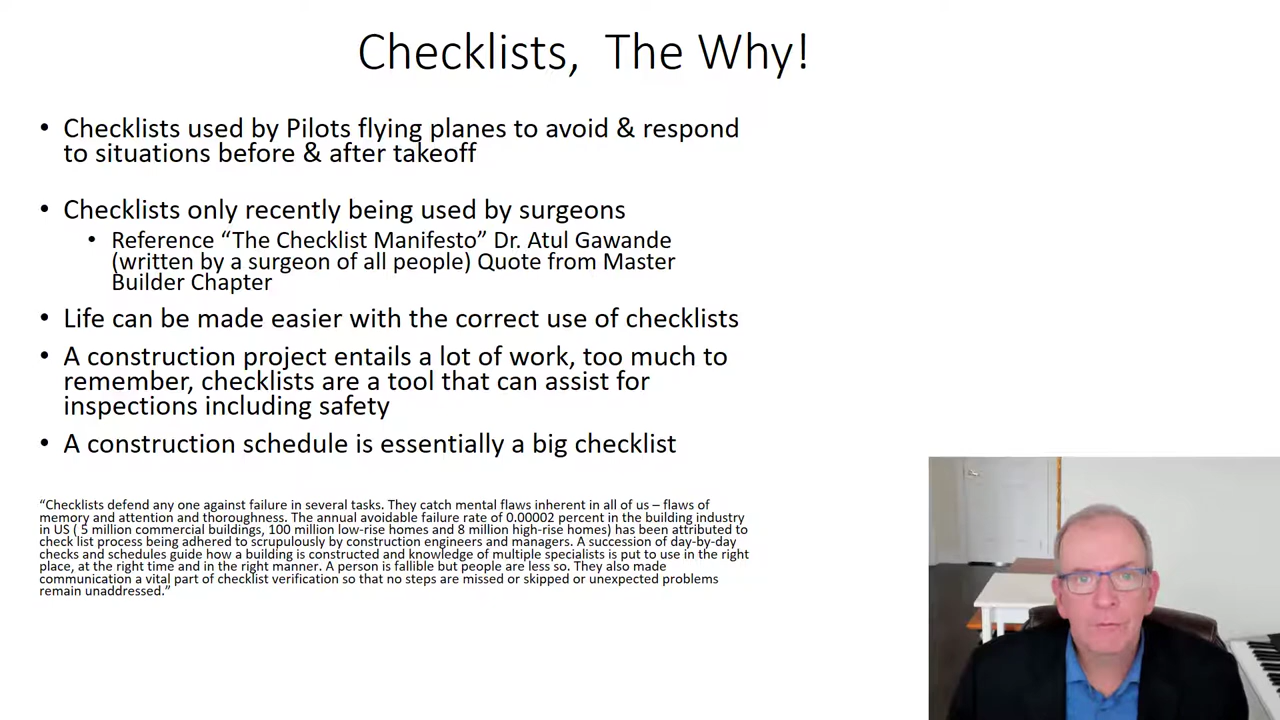 Checklists,  The Why!
• Checklists used by Pilots flying planes to avoid & respond
to situations before & after takeoff
• Checklists only recently being used by surgeons
• Reference “The Checklist Manifesto” Dr. Atul Gawande
(written by a surgeon of all people) Quote from Master
Builder Chapter
• Life can be made easier with the correct use of checklists
• A construction project entails a lot of work, too much to
remember, checklists are a tool that can assist for
inspections including safety
• A construction schedule is essentially a big checklist
“Checklists defend any one against failure in several tasks. They catch mental flaws inherent in all of us – flaws of
memory and attention and thoroughness. The annual avoidable failure rate of 0.00002 percent in the building industry
in US ( 5 million commercial buildings, 100 million low-rise homes and 8 million high-rise homes) has been attributed to
check list process being adhered to scrupulously by construction engineers and managers. A succession of day-by-day
checks and schedules guide how a building is constructed and knowledge of multiple specialists is put to use in the right
place, at the right time and in the right manner. A person is fallible but people are less so. They also made
communication a vital part of checklist verification so that no steps are missed or skipped or unexpected problems
remain unaddressed.”